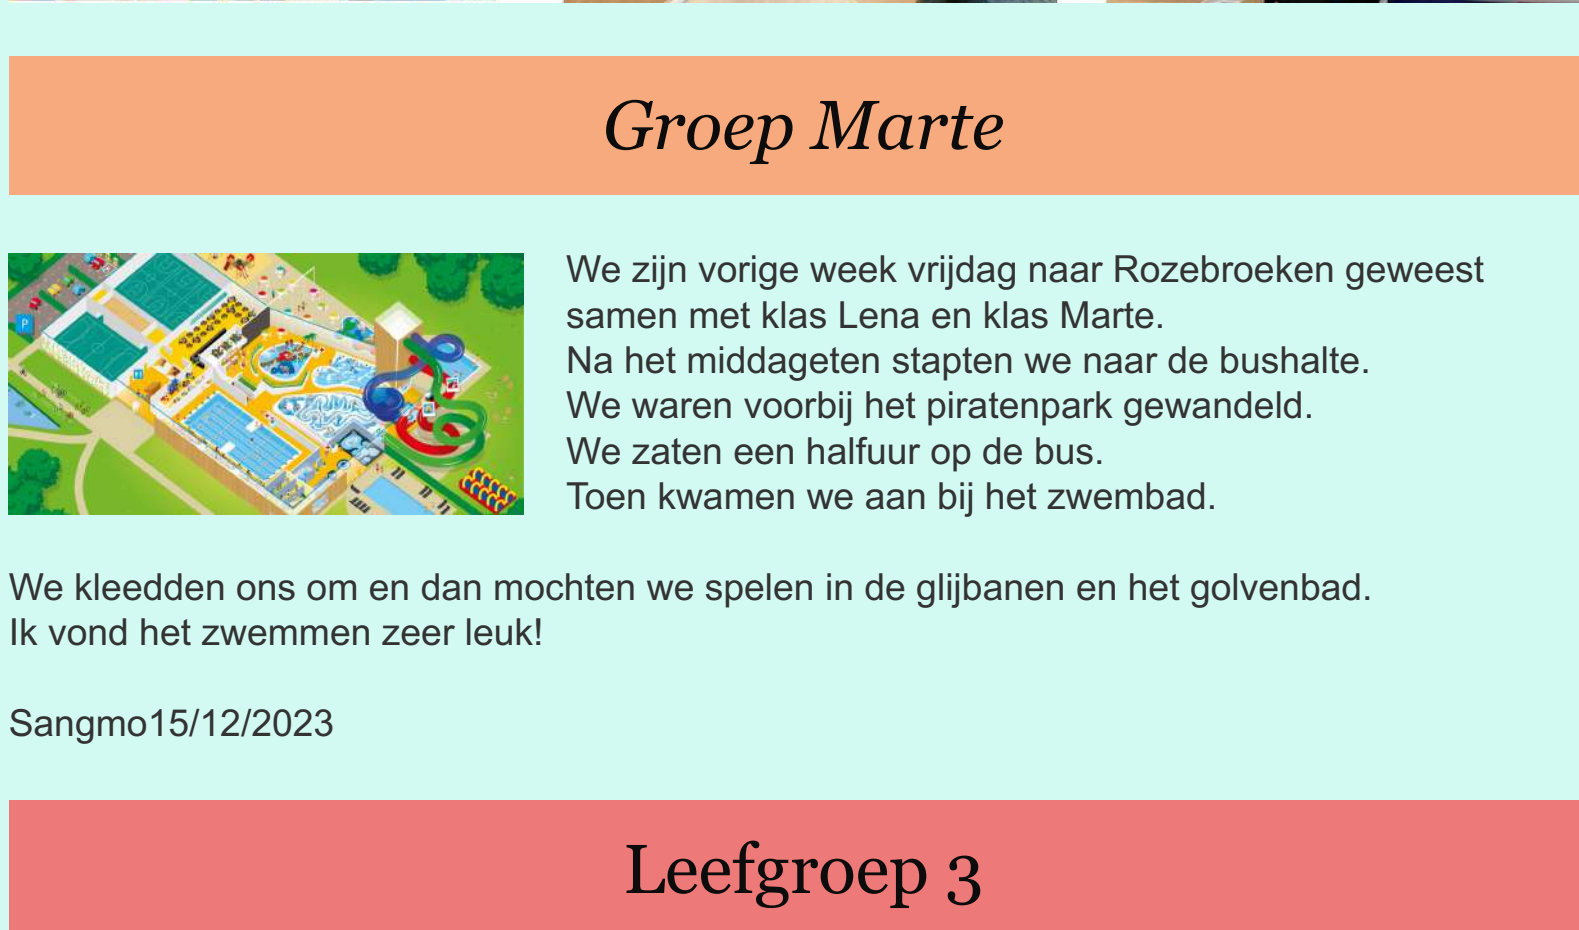 Groep Marte
P
We zijn vorige week vrijdag naar Rozebroeken geweest
samen met klas Lena en klas Marte.
Na het middageten stapten we naar de bushalte.
We waren voorbij het piratenpark gewandeld.
We zaten een halfuur op de bus.
Toen kwamen we aan bij het zwembad.
We kleedden ons om en dan mochten we spelen in de glijbanen en het golvenbad.
Ik vond het zwemmen zeer leuk!
Sangmo15/12/2023
Leefgroep 3